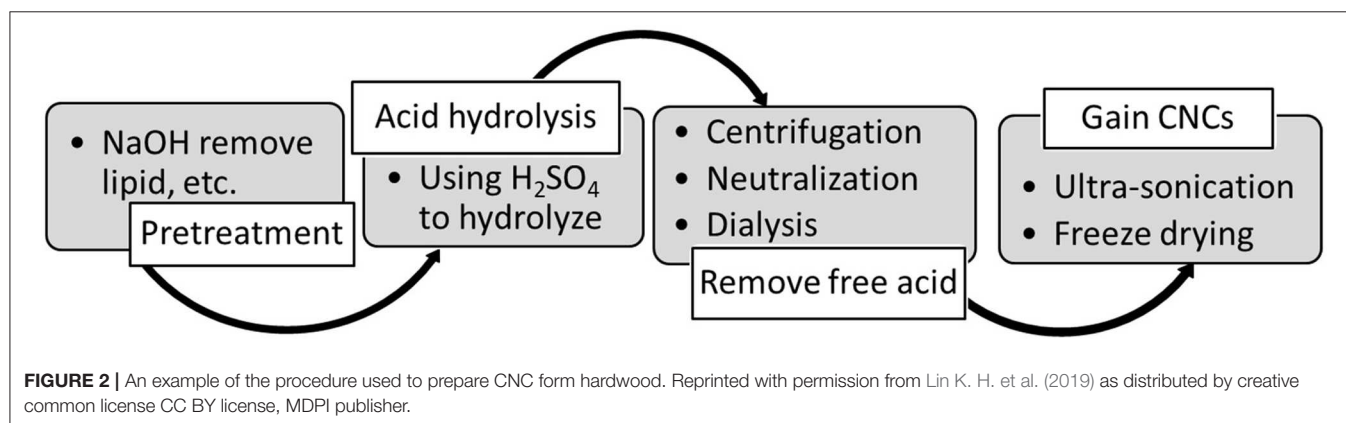 NaOH remove
lipid, etc.
Pretreatment
Acid hydrolysis
Using H₂SO₄
to hydrolyze
Centrifugation
Neutralization
Dialysis
Remove free acid
Gain CNCs
Ultra-sonication
Freeze drying
FIGURE 2 | An example of the procedure used to prepare CNC form hardwood. Reprinted with permission from Lin K. H. et al. (2019) as distributed by creative
common license CC BY license, MDPI publisher.